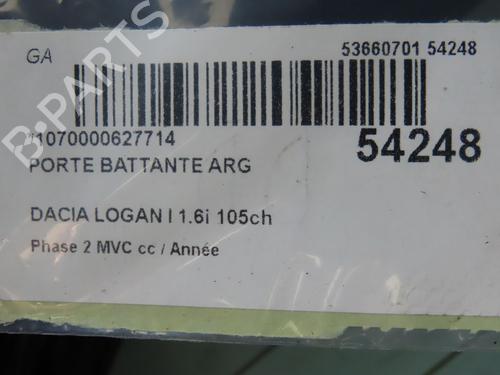 GA
53660701 54248
*1070000627714
54248
PORTE BATTANTE ARG
DACIA LOGAN I 1.6i 105ch
Phase 2 MVC cc / Année
B-PARTS